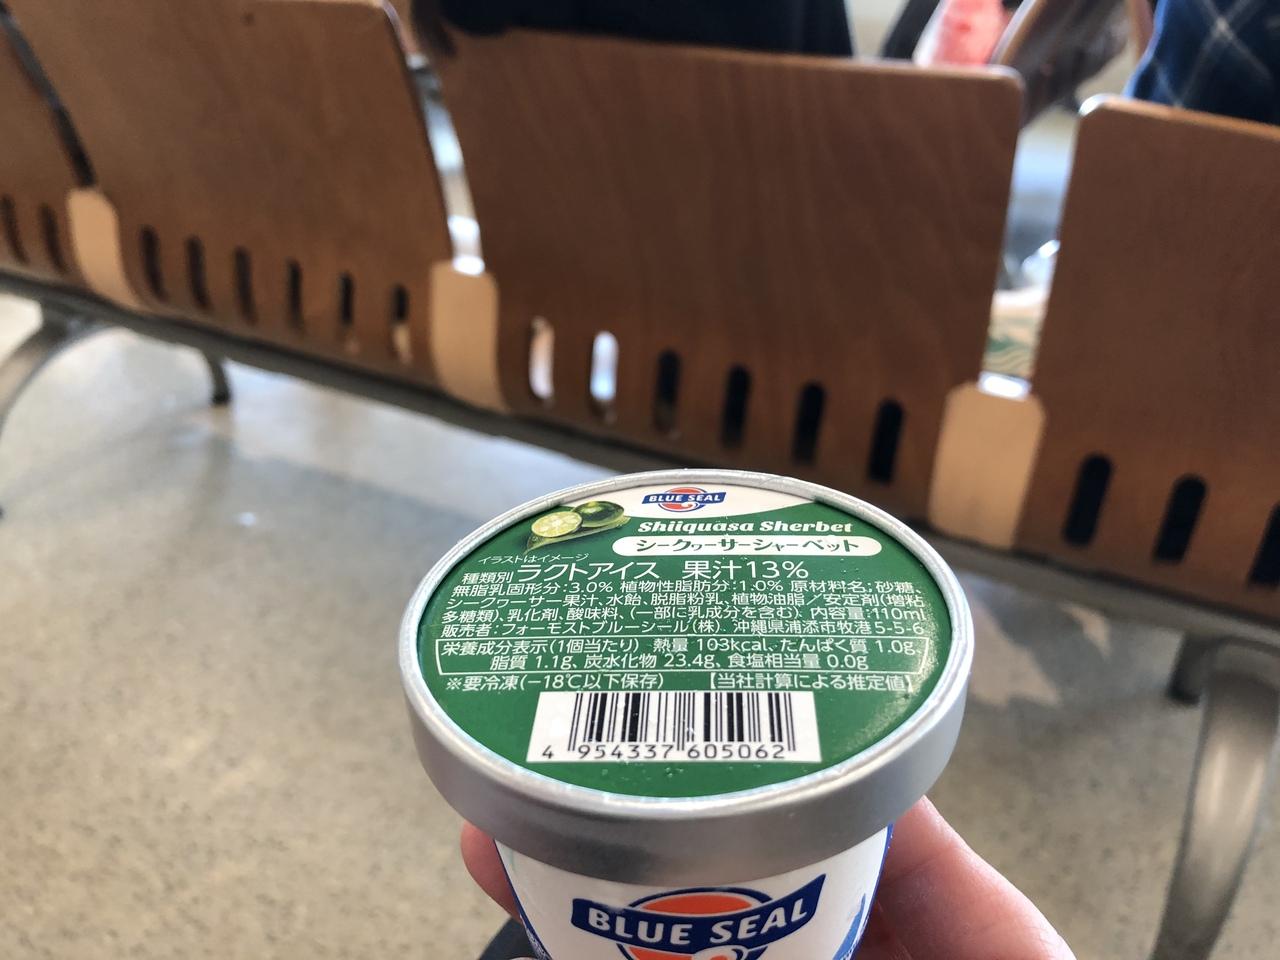 BLUE SEAL
Shiiquasa Sherbet
シークヮーサーシャーベット
イラストはイメージ
種類別 ラクトアイス 果汁13%
無脂乳固形分:3.0% 植物性脂肪分:1.0% 原材料名:砂糖、
シークヮーサー果汁、水飴、脱脂粉乳、植物油脂/安定剤(増粘
多糖類)、乳化剤、酸味料、(一部に乳成分を含む) 内容量:110ml
販売者:フォーモストブルーシール(株) 沖縄県浦添市牧港5-5-6
栄養成分表示(1個当たり) 熱量 103kcal、たんぱく質 1.0g、
脂質 1.1g、炭水化物 23.4g、食塩相当量 0.0g
※要冷凍(−18℃以下保存) 【当社計算による推定値】
4 954337 605062
BLUE SEAL